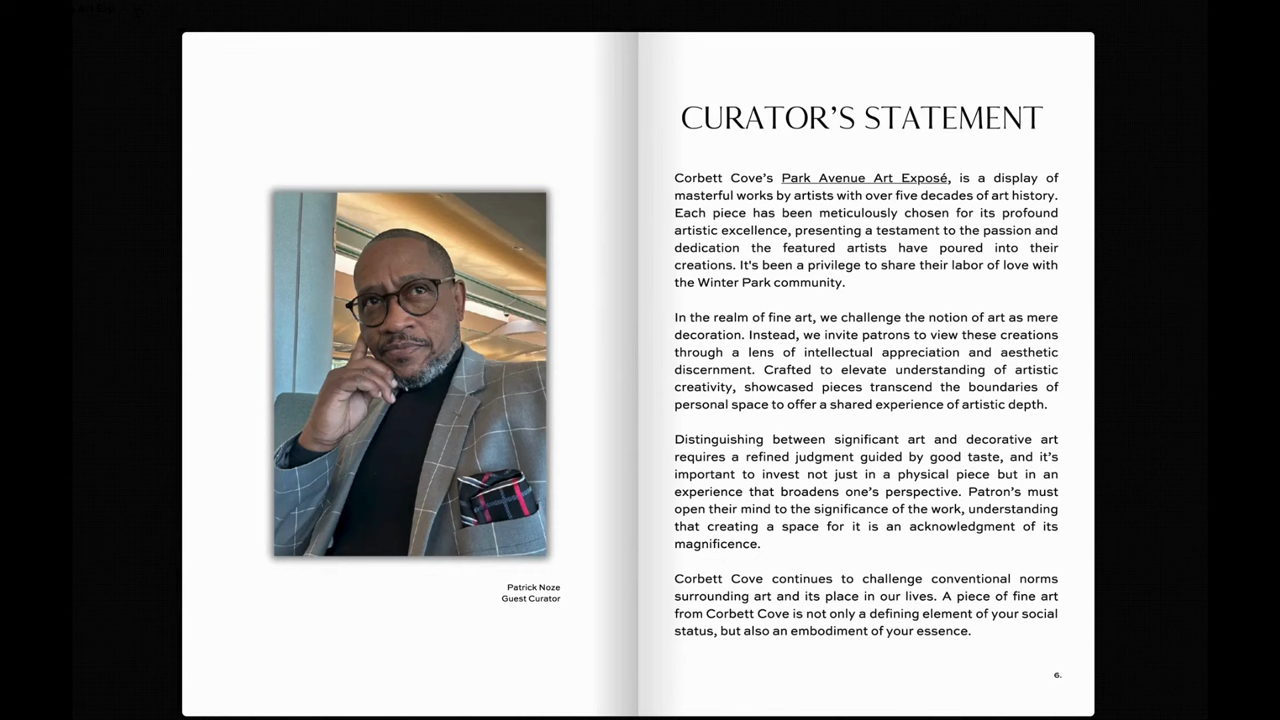 Patrick Noze
Guest Curator
CURATOR'S STATEMENT
Corbett Cove's Park Avenue Art Exposé, is a display of
masterful works by artists with over five decades of art history.
Each piece has been meticulously chosen for its profound
artistic excellence, presenting a testament to the passion and
dedication the featured artists have poured into their
creations. It's been a privilege to share their labor of love with
the Winter Park community.
In the realm of fine art, we challenge the notion of art as mere
decoration. Instead, we invite patrons to view these creations
through a lens of intellectual appreciation and aesthetic
discernment. Crafted to elevate understanding of artistic
creativity, showcased pieces transcend the boundaries of
personal space to offer a shared experience of artistic depth.
Distinguishing between significant art and decorative art
requires a refined judgment guided by good taste, and it's
important to invest not just in a physical piece but in an
experience that broadens one's perspective. Patron's must
open their mind to the significance of the work, understanding
that creating a space for it is an acknowledgment of its
magnificence.
Corbett Cove continues to challenge conventional norms
surrounding art and its place in our lives. A piece of fine art
from Corbett Cove is not only a defining element of your social
status, but also an embodiment of your essence.
6.